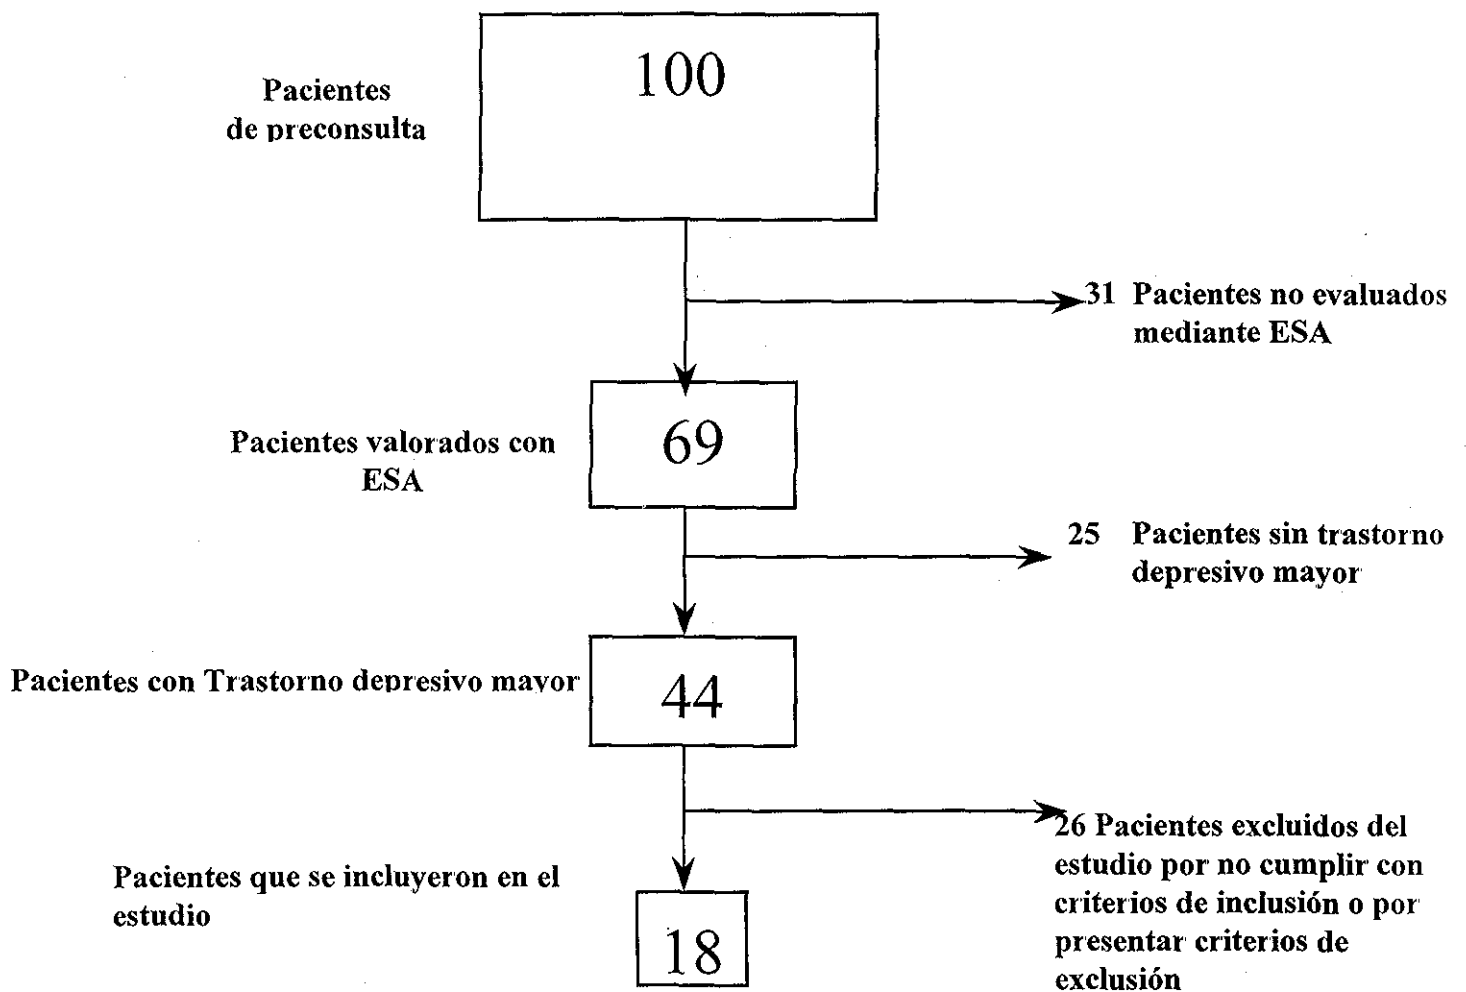 100
Pacientes
de preconsulta
31 Pacientes no evaluados
mediante ESA
69
Pacientes valorados con
ESA
25 Pacientes sin trastorno
depresivo mayor
Pacientes con Trastorno depresivo mayor
44
26 Pacientes excluidos del
estudio por no cumplir con
criterios de inclusión o por
presentar criterios de
exclusión
Pacientes que se incluyeron en el
estudio
18